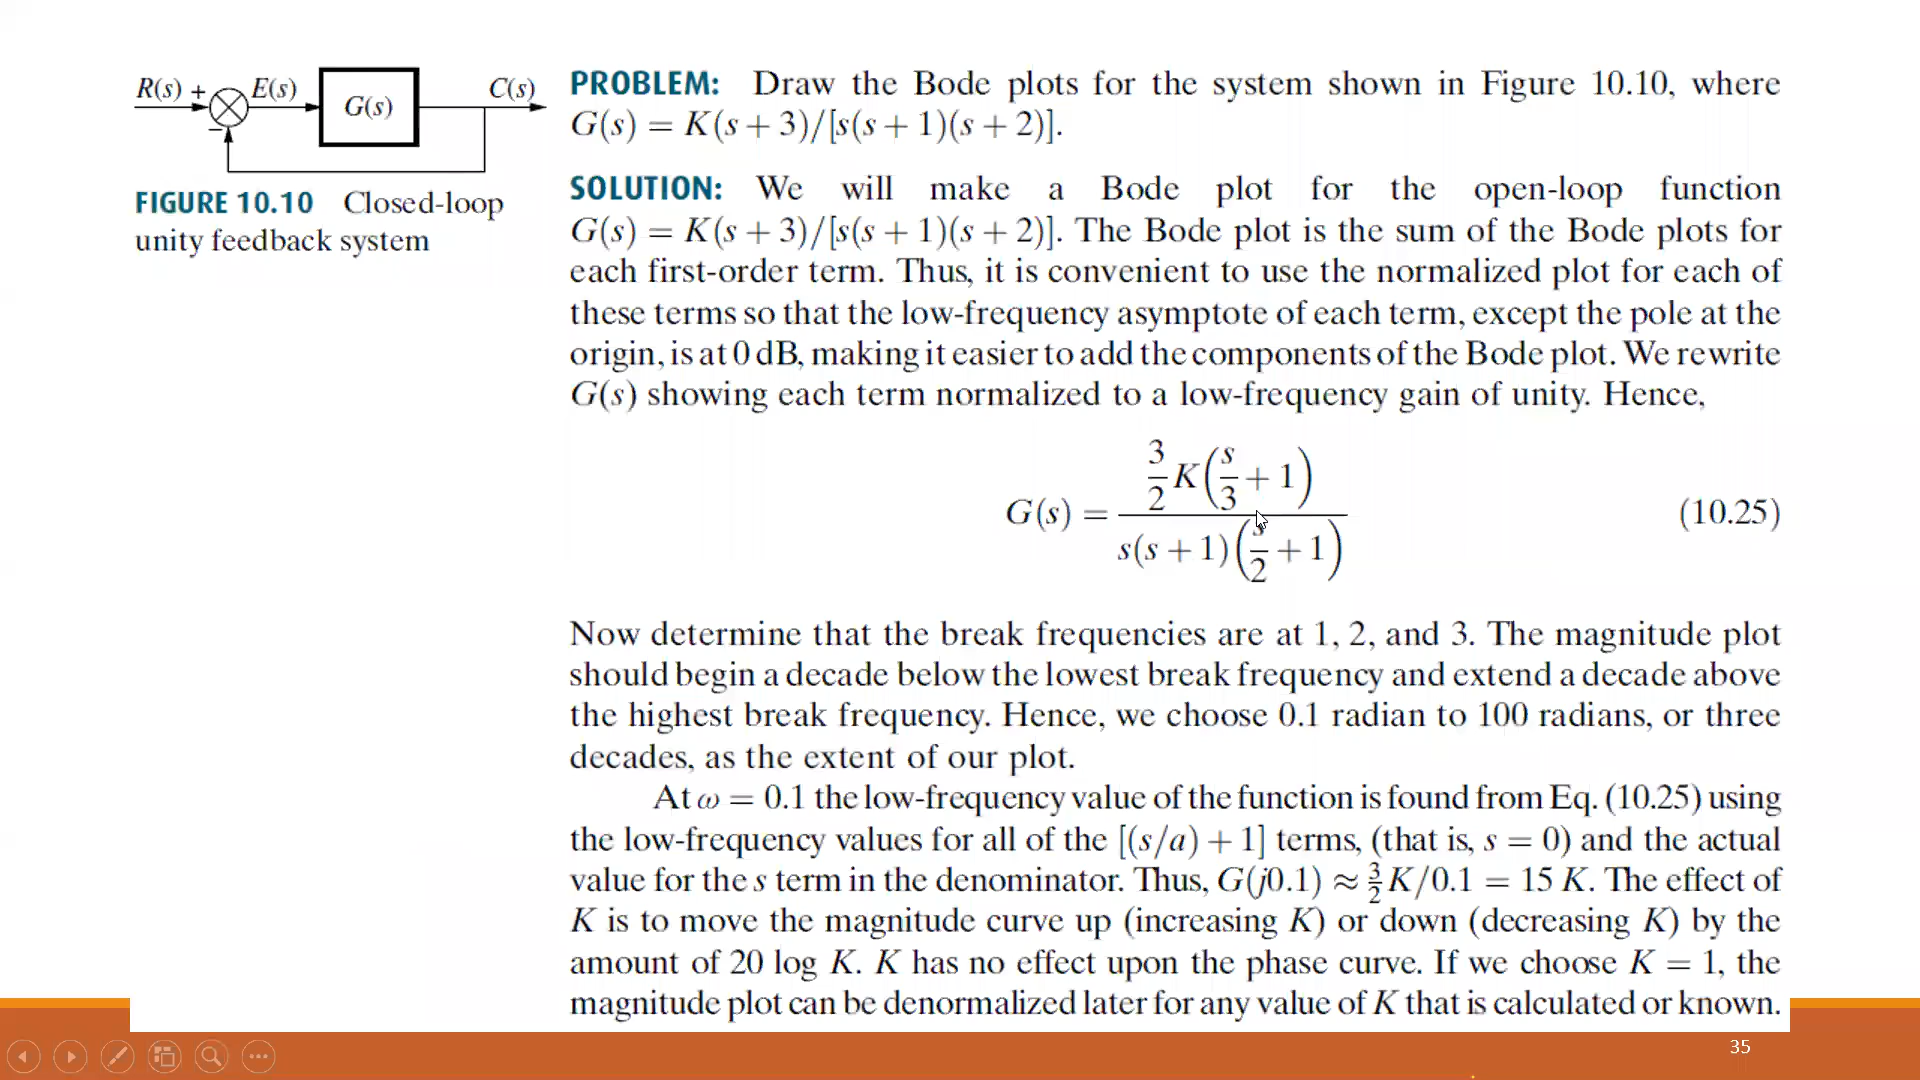 R(s) + E(s) G(s) C(s)
−
FIGURE 10.10 Closed-loop
unity feedback system
PROBLEM: Draw the Bode plots for the system shown in Figure 10.10, where
G(s) = K(s + 3)/[s(s + 1)(s + 2)].
SOLUTION: We will make a Bode plot for the open-loop function
G(s) = K(s + 3)/[s(s + 1)(s + 2)]. The Bode plot is the sum of the Bode plots for
each first-order term. Thus, it is convenient to use the normalized plot for each of
these terms so that the low-frequency asymptote of each term, except the pole at the
origin, is at 0 dB, making it easier to add the components of the Bode plot. We rewrite
G(s) showing each term normalized to a low-frequency gain of unity. Hence,
G(s) = \frac{\frac{3}{2}K(\frac{s}{3} + 1)}{s(s + 1)(\frac{s}{2} + 1)} (10.25)
Now determine that the break frequencies are at 1, 2, and 3. The magnitude plot
should begin a decade below the lowest break frequency and extend a decade above
the highest break frequency. Hence, we choose 0.1 radian to 100 radians, or three
decades, as the extent of our plot.
At ω = 0.1 the low-frequency value of the function is found from Eq. (10.25) using
the low-frequency values for all of the [(s/a) + 1] terms, (that is, s = 0) and the actual
value for the s term in the denominator. Thus, G(j0.1) ≈ \frac{3}{2}K/0.1 = 15 K. The effect of
K is to move the magnitude curve up (increasing K) or down (decreasing K) by the
amount of 20 log K. K has no effect upon the phase curve. If we choose K = 1, the
magnitude plot can be denormalized later for any value of K that is calculated or known.
35